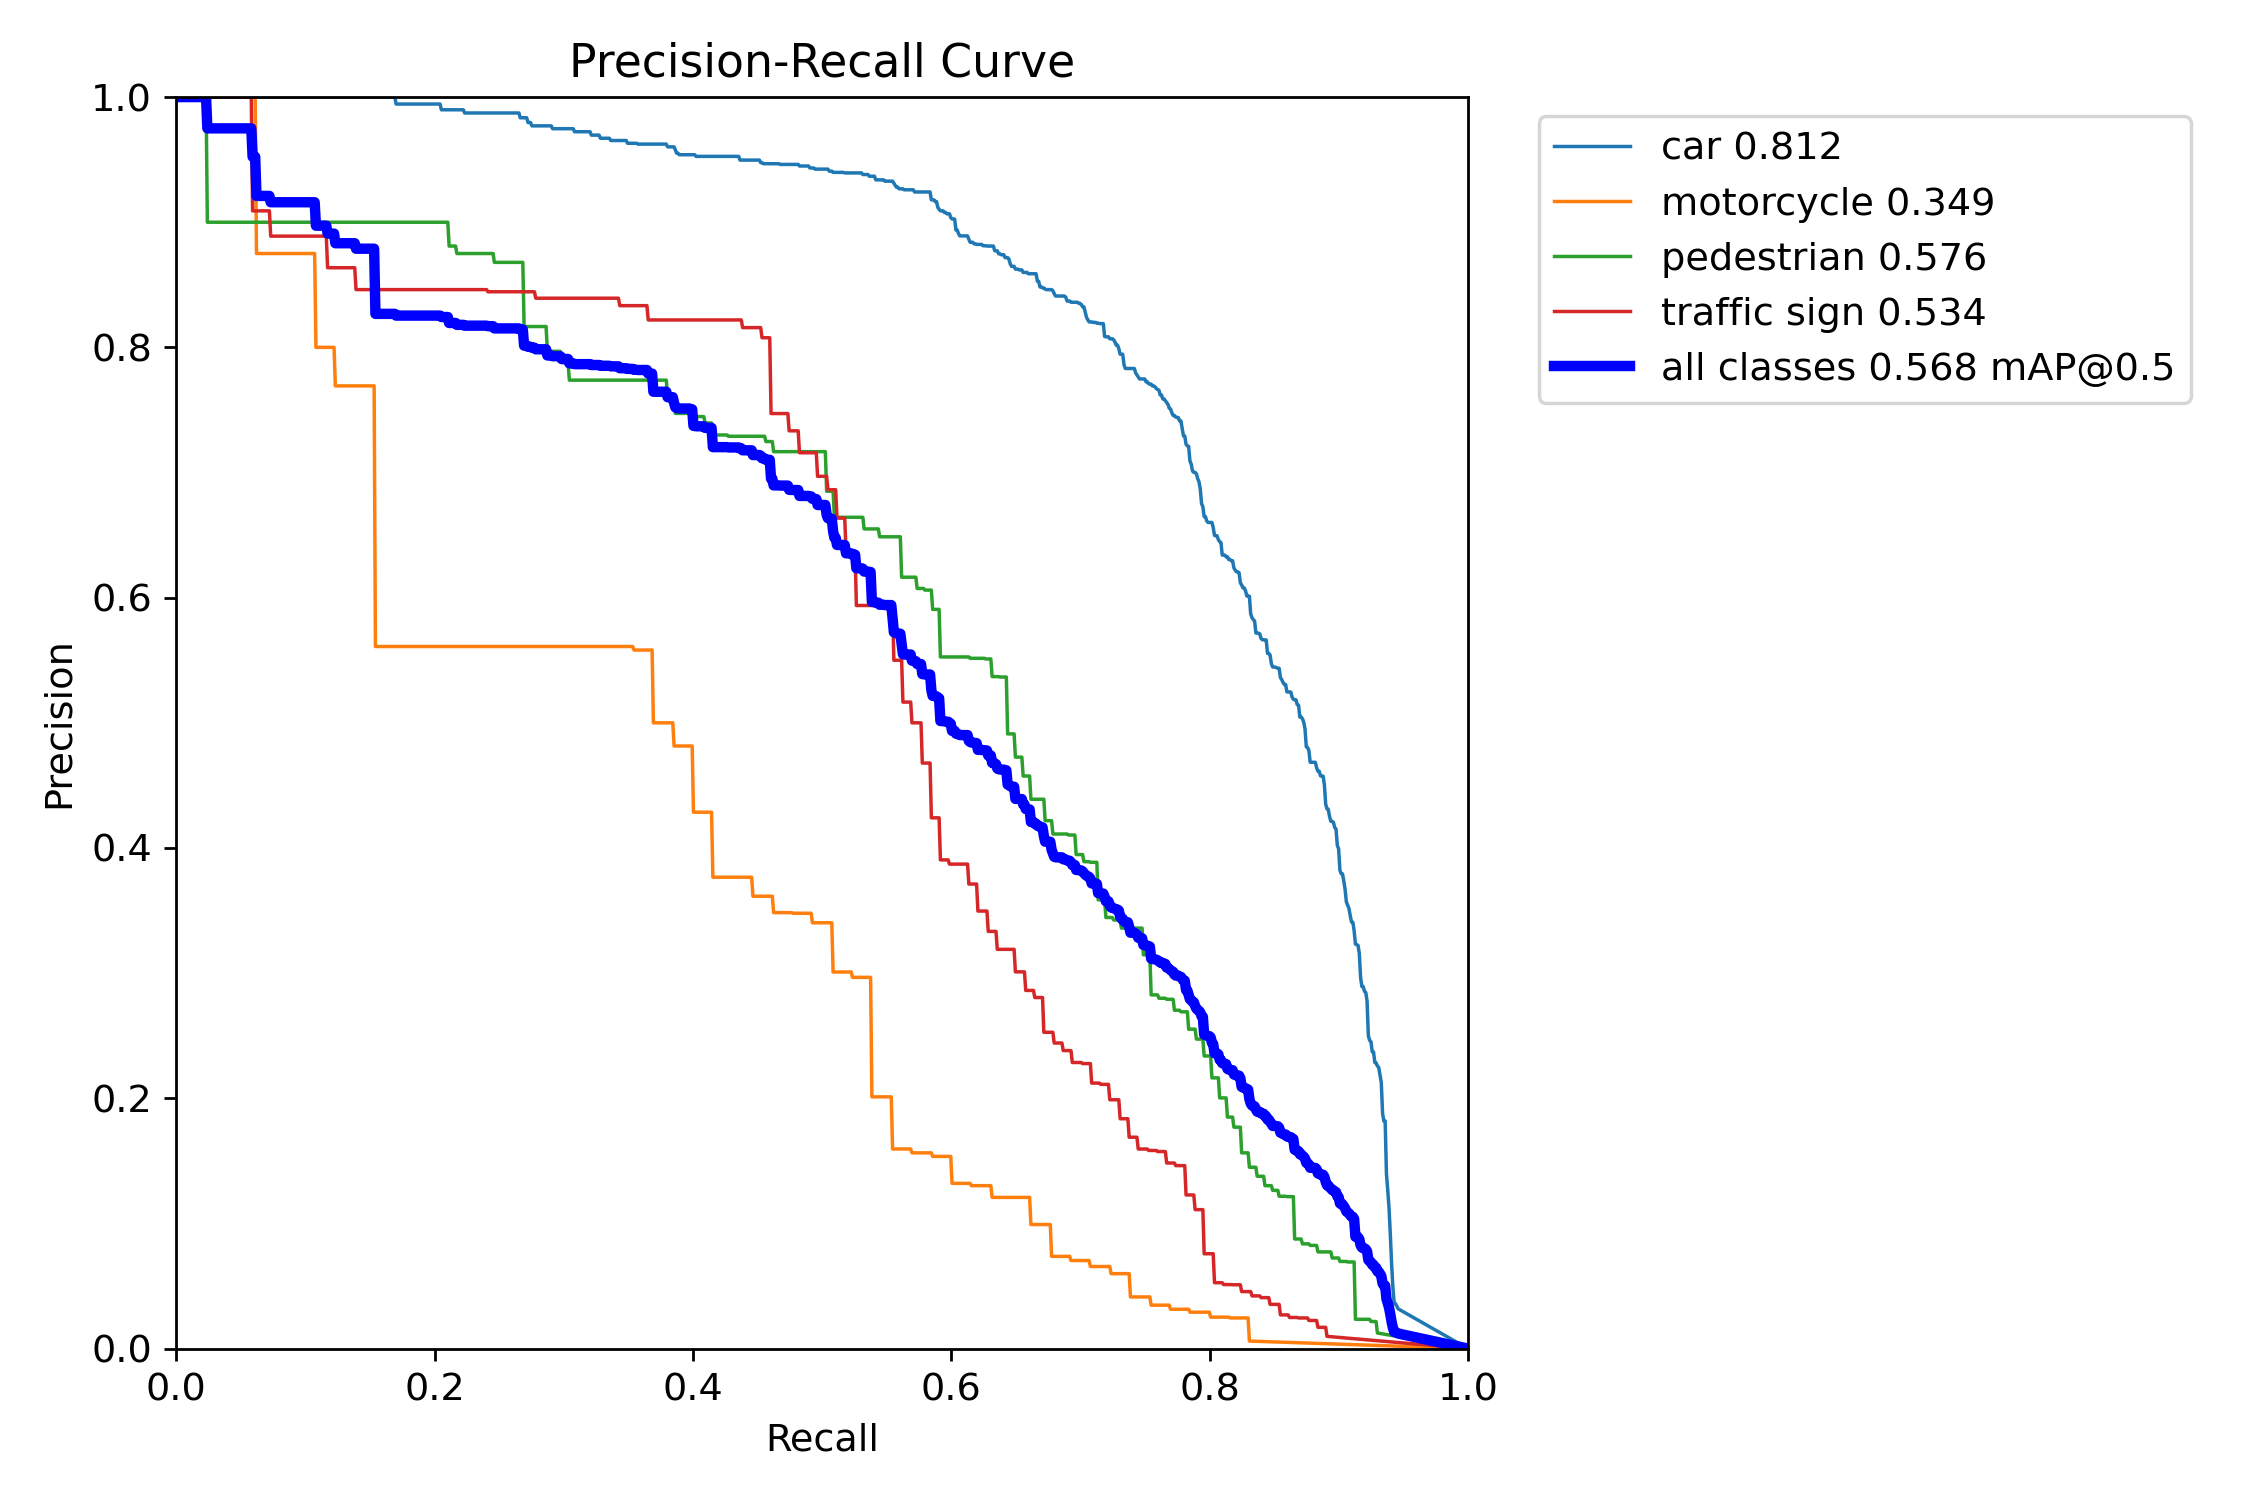 Precision-Recall Curve
1.0
0.8
0.6
0.4
0.2
0.0
Precision
0.0 0.2 0.4 0.6 0.8 1.0
Recall
car 0.812
motorcycle 0.349
pedestrian 0.576
traffic sign 0.534
all classes 0.568 mAP@0.5